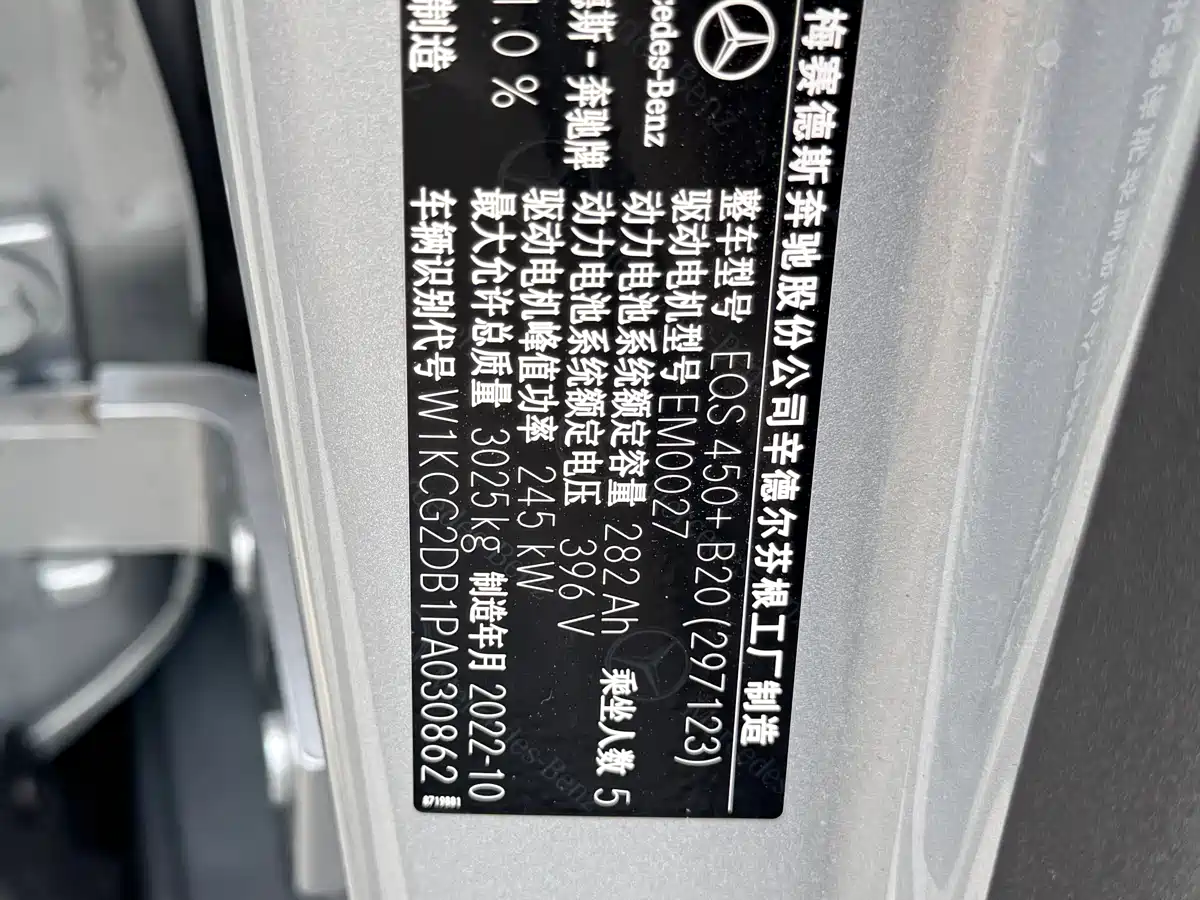 梅赛德斯奔驰股份公司辛德尔芬根工厂制造
整车型号 EQS 450+ B20 (297123)
驱动电机型号 EM0027
动力电池系统额定容量 282 Ah 乘坐人数 5
动力电池系统额定电压 396 V
驱动电机峰值功率 245 kW
最大允许总质量 3025kg 制造年月 2022-10
车辆识别代号 W1KCG2DB1PA030862
edes-Benz
斯-奔驰牌
1.0 %
制造